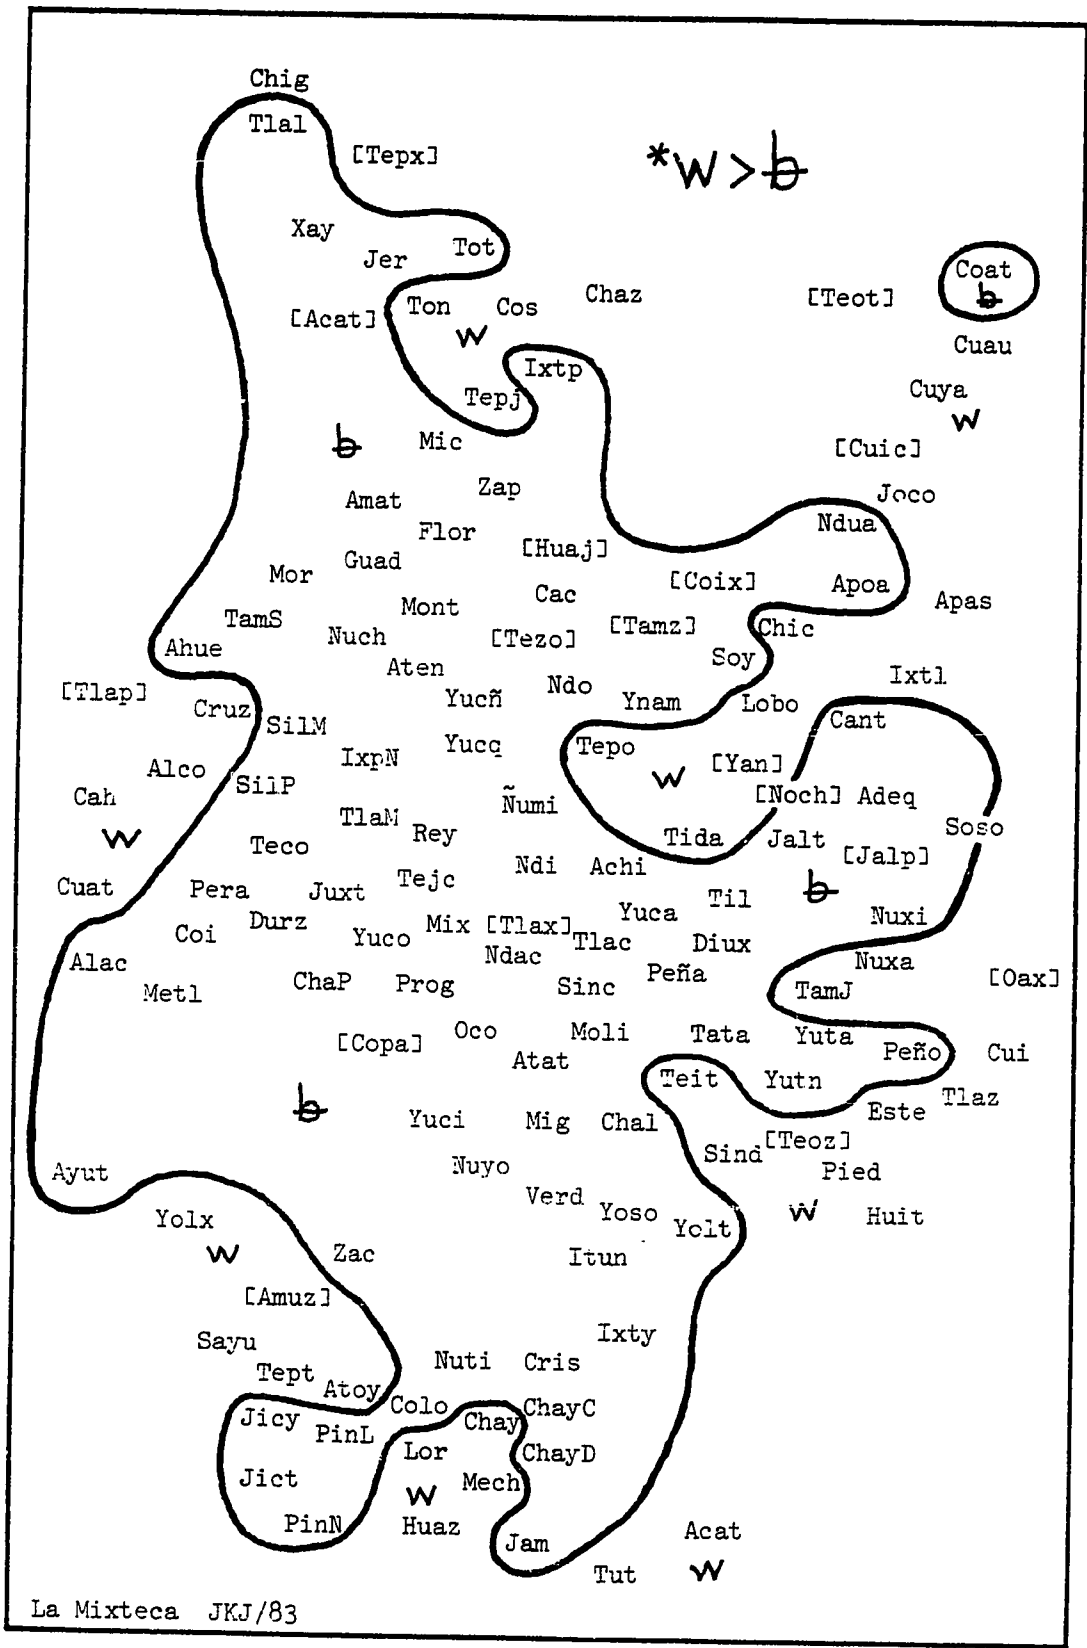 Chig
Tlal
[Tepx]
*w > ƀ
Xay
Jer
Tot
Coat
ƀ
[Acat]
Ton
Cos
Chaz
[Teot]
w
Cuau
Ixtp
Tepj
Cuya
w
ƀ
Mic
[Cuic]
Amat
Zap
Joco
Flor
Ndua
Guad
[Huaj]
Mor
[Coix]
Apoa
Mont
Cac
Apas
TamS
Nuch
[Tezo]
[Tamz]
Chic
Ahue
Aten
Soy
Ixtl
[Tlap]
Cruz
Yucñ
Ndo
Ynam
Lobo
Cant
SilM
IxpN
Yucq
Tepo
[Yan]
Alco
SilP
w
Cah
Ñumi
[Noch]
Adeq
w
TlaM
Rey
Tida
Jalt
Soso
Teco
[Jalp]
Cuat
Pera
Juxt
Tejc
Ndi
Achi
Til
ƀ
Coi
Durz
Yuco
Mix
[Tlax]
Tlac
Yuca
Diux
Nuxi
Alac
Ndac
Nuxa
Metl
ChaP
Prog
Sinc
Peña
TamJ
[Oax]
[Copa]
Oco
Moli
Tata
Yuta
Peño
Cui
Atat
Teit
Yutn
Tlaz
ƀ
Yuci
Mig
Chal
Este
Nuyo
Sind
[Teoz]
Pied
Ayut
Verd
Yoso
Yolt
w
Huit
Yolx
w
Zac
Itun
[Amuz]
Sayu
Ixty
Tept
Atoy
Nuti
Cris
Jicy
PinL
Colo
Chay
ChayC
Lor
ChayD
Jict
Mech
w
PinN
Huaz
Jam
Acat
Tut
w
La Mixteca JKJ/83